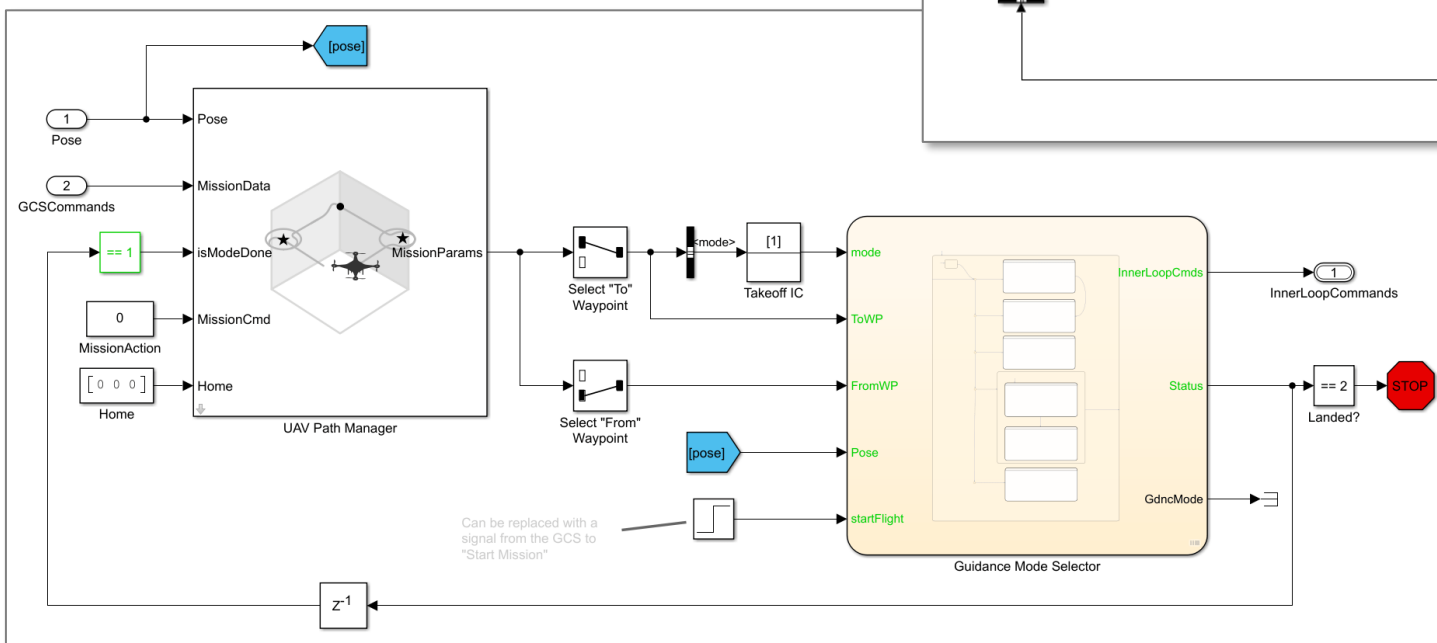 [pose]
1
Pose
Pose
2
GCSCommands
MissionData
== 1
isModeDone
MissionParams
0
MissionAction
MissionCmd
[ 0 0 0 ]
Home
Home
UAV Path Manager
Select "To"
Waypoint
<mode>
[1]
Takeoff IC
Select "From"
Waypoint
[pose]
Can be replaced with a
signal from the GCS to
"Start Mission"
mode
ToWP
FromWP
Pose
startFlight
InnerLoopCmds
Status
GdncMode
Guidance Mode Selector
1
InnerLoopCommands
== 2
Landed?
STOP
Z-1